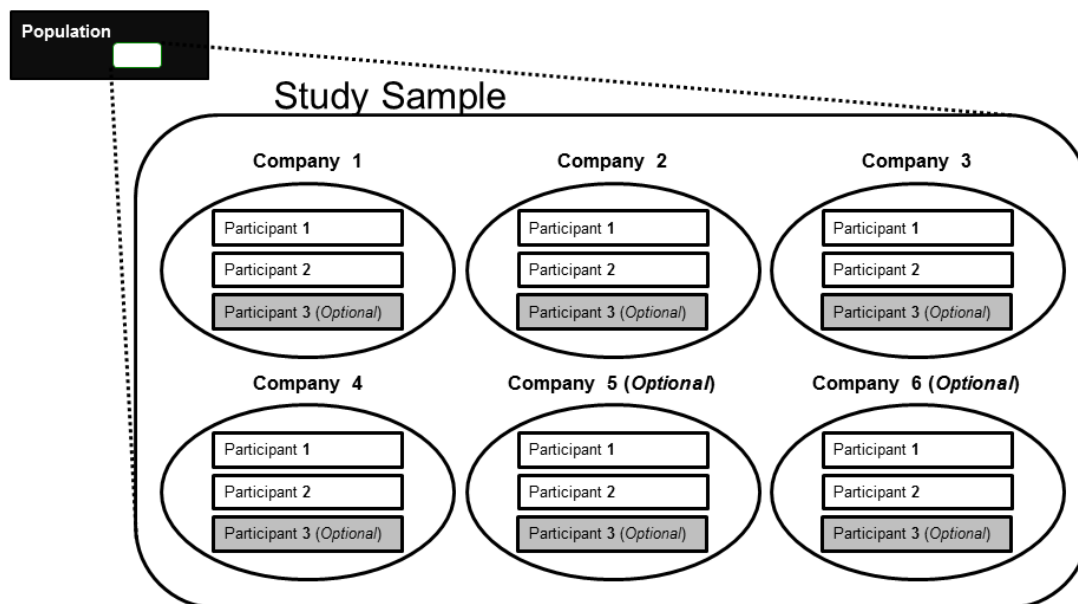 Population
Study Sample
Company 1
Company 2
Company 3
Participant 1
Participant 2
Participant 3 (Optional)
Participant 1
Participant 2
Participant 3 (Optional)
Participant 1
Participant 2
Participant 3 (Optional)
Company 4
Company 5 (Optional)
Company 6 (Optional)
Participant 1
Participant 2
Participant 3 (Optional)
Participant 1
Participant 2
Participant 3 (Optional)
Participant 1
Participant 2
Participant 3 (Optional)